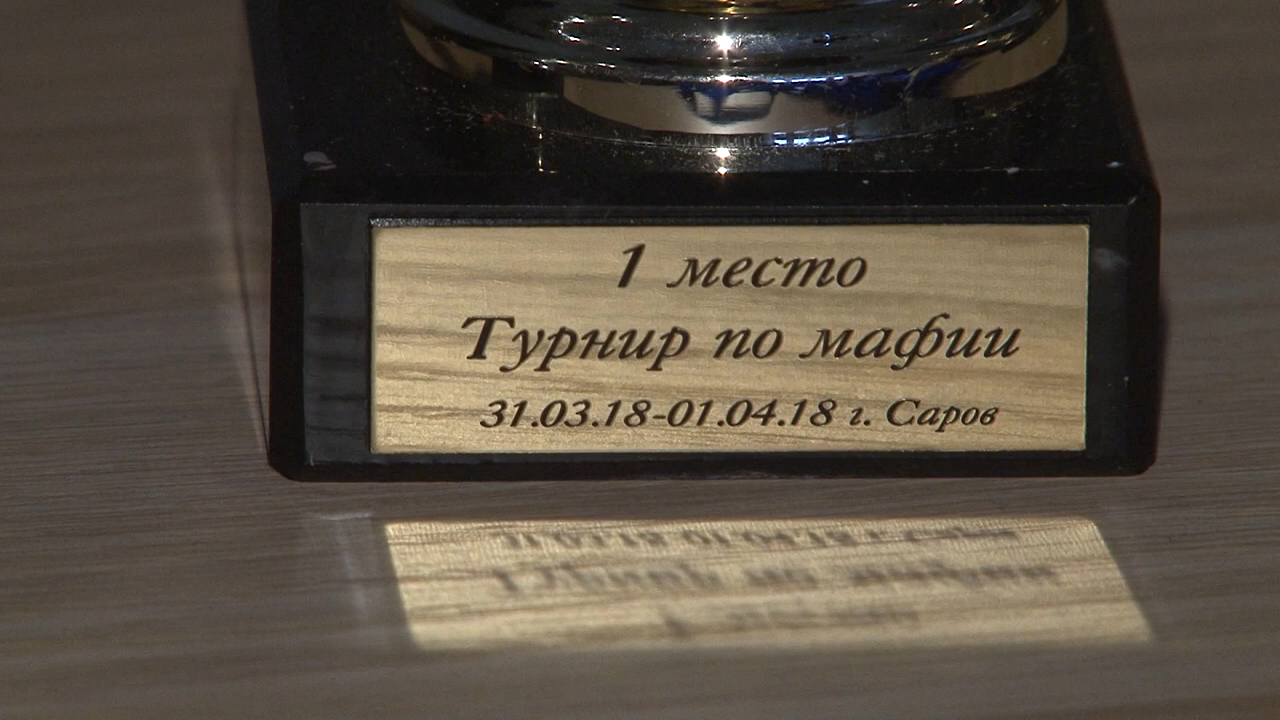 1 место
Турнир по мафии
31.03.18-01.04.18 г. Саров